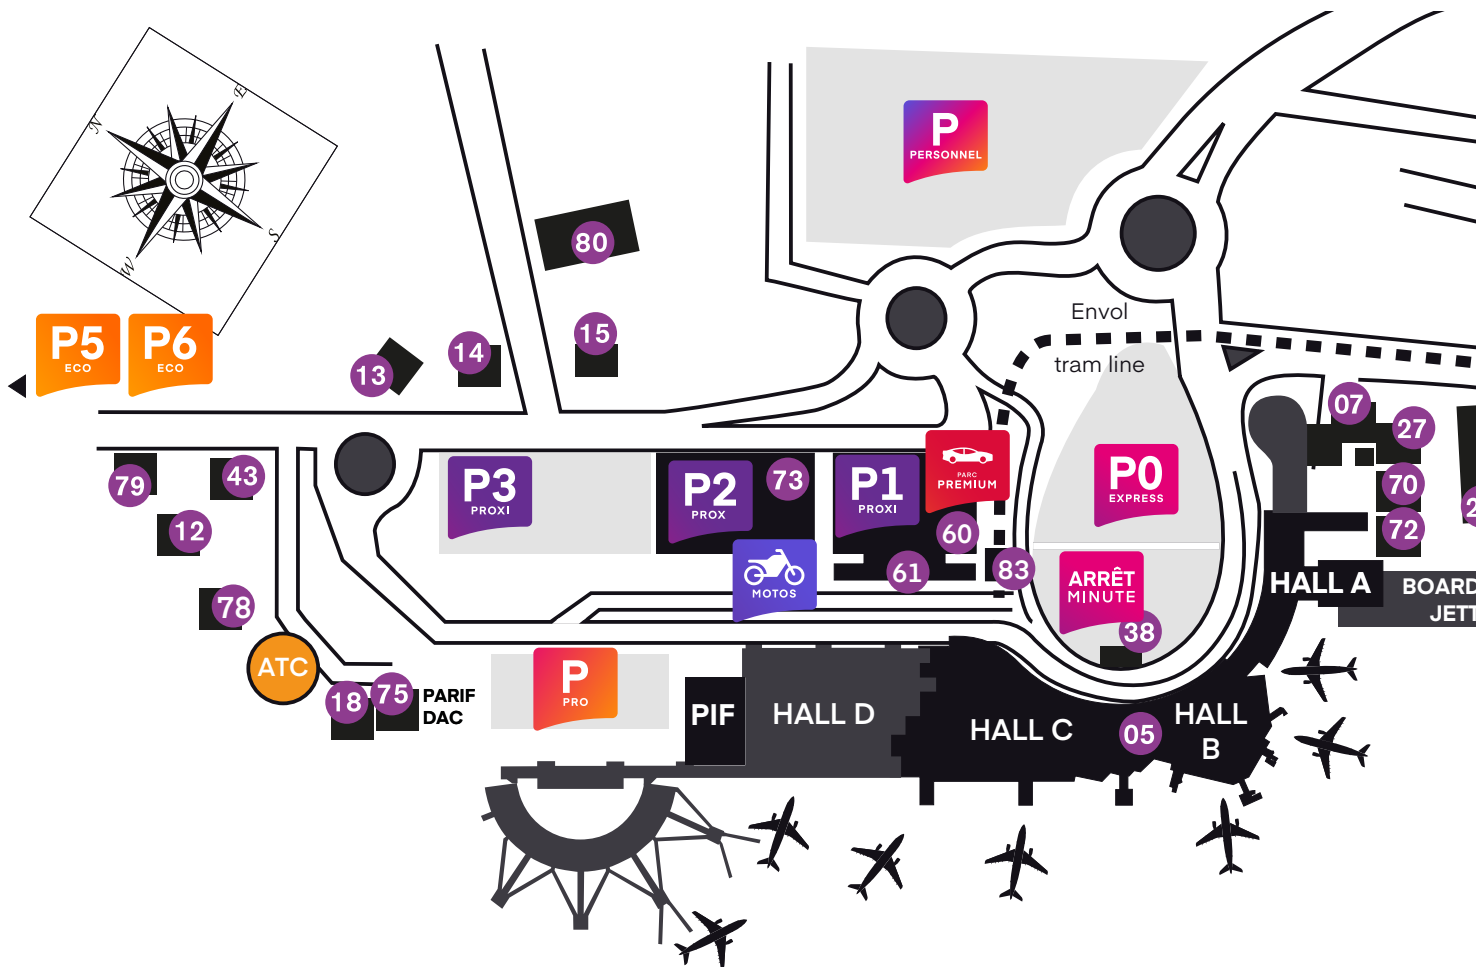 N
E
S
W
P
PERSONNEL
80
Envol
tram line
P5
ECO
P6
ECO
13
14
15
07
27
79
43
P3
PROXI
P2
PROX
73
P1
PROXI
PARC
PREMIUM
P0
EXPRESS
70
72
12
60
61
83
MOTOS
ARRÊT
MINUTE
38
78
HALL A
BOARD
JETT
ATC
18
75
PARIF
DAC
P
PRO
PIF
HALL D
HALL C
05
HALL
B